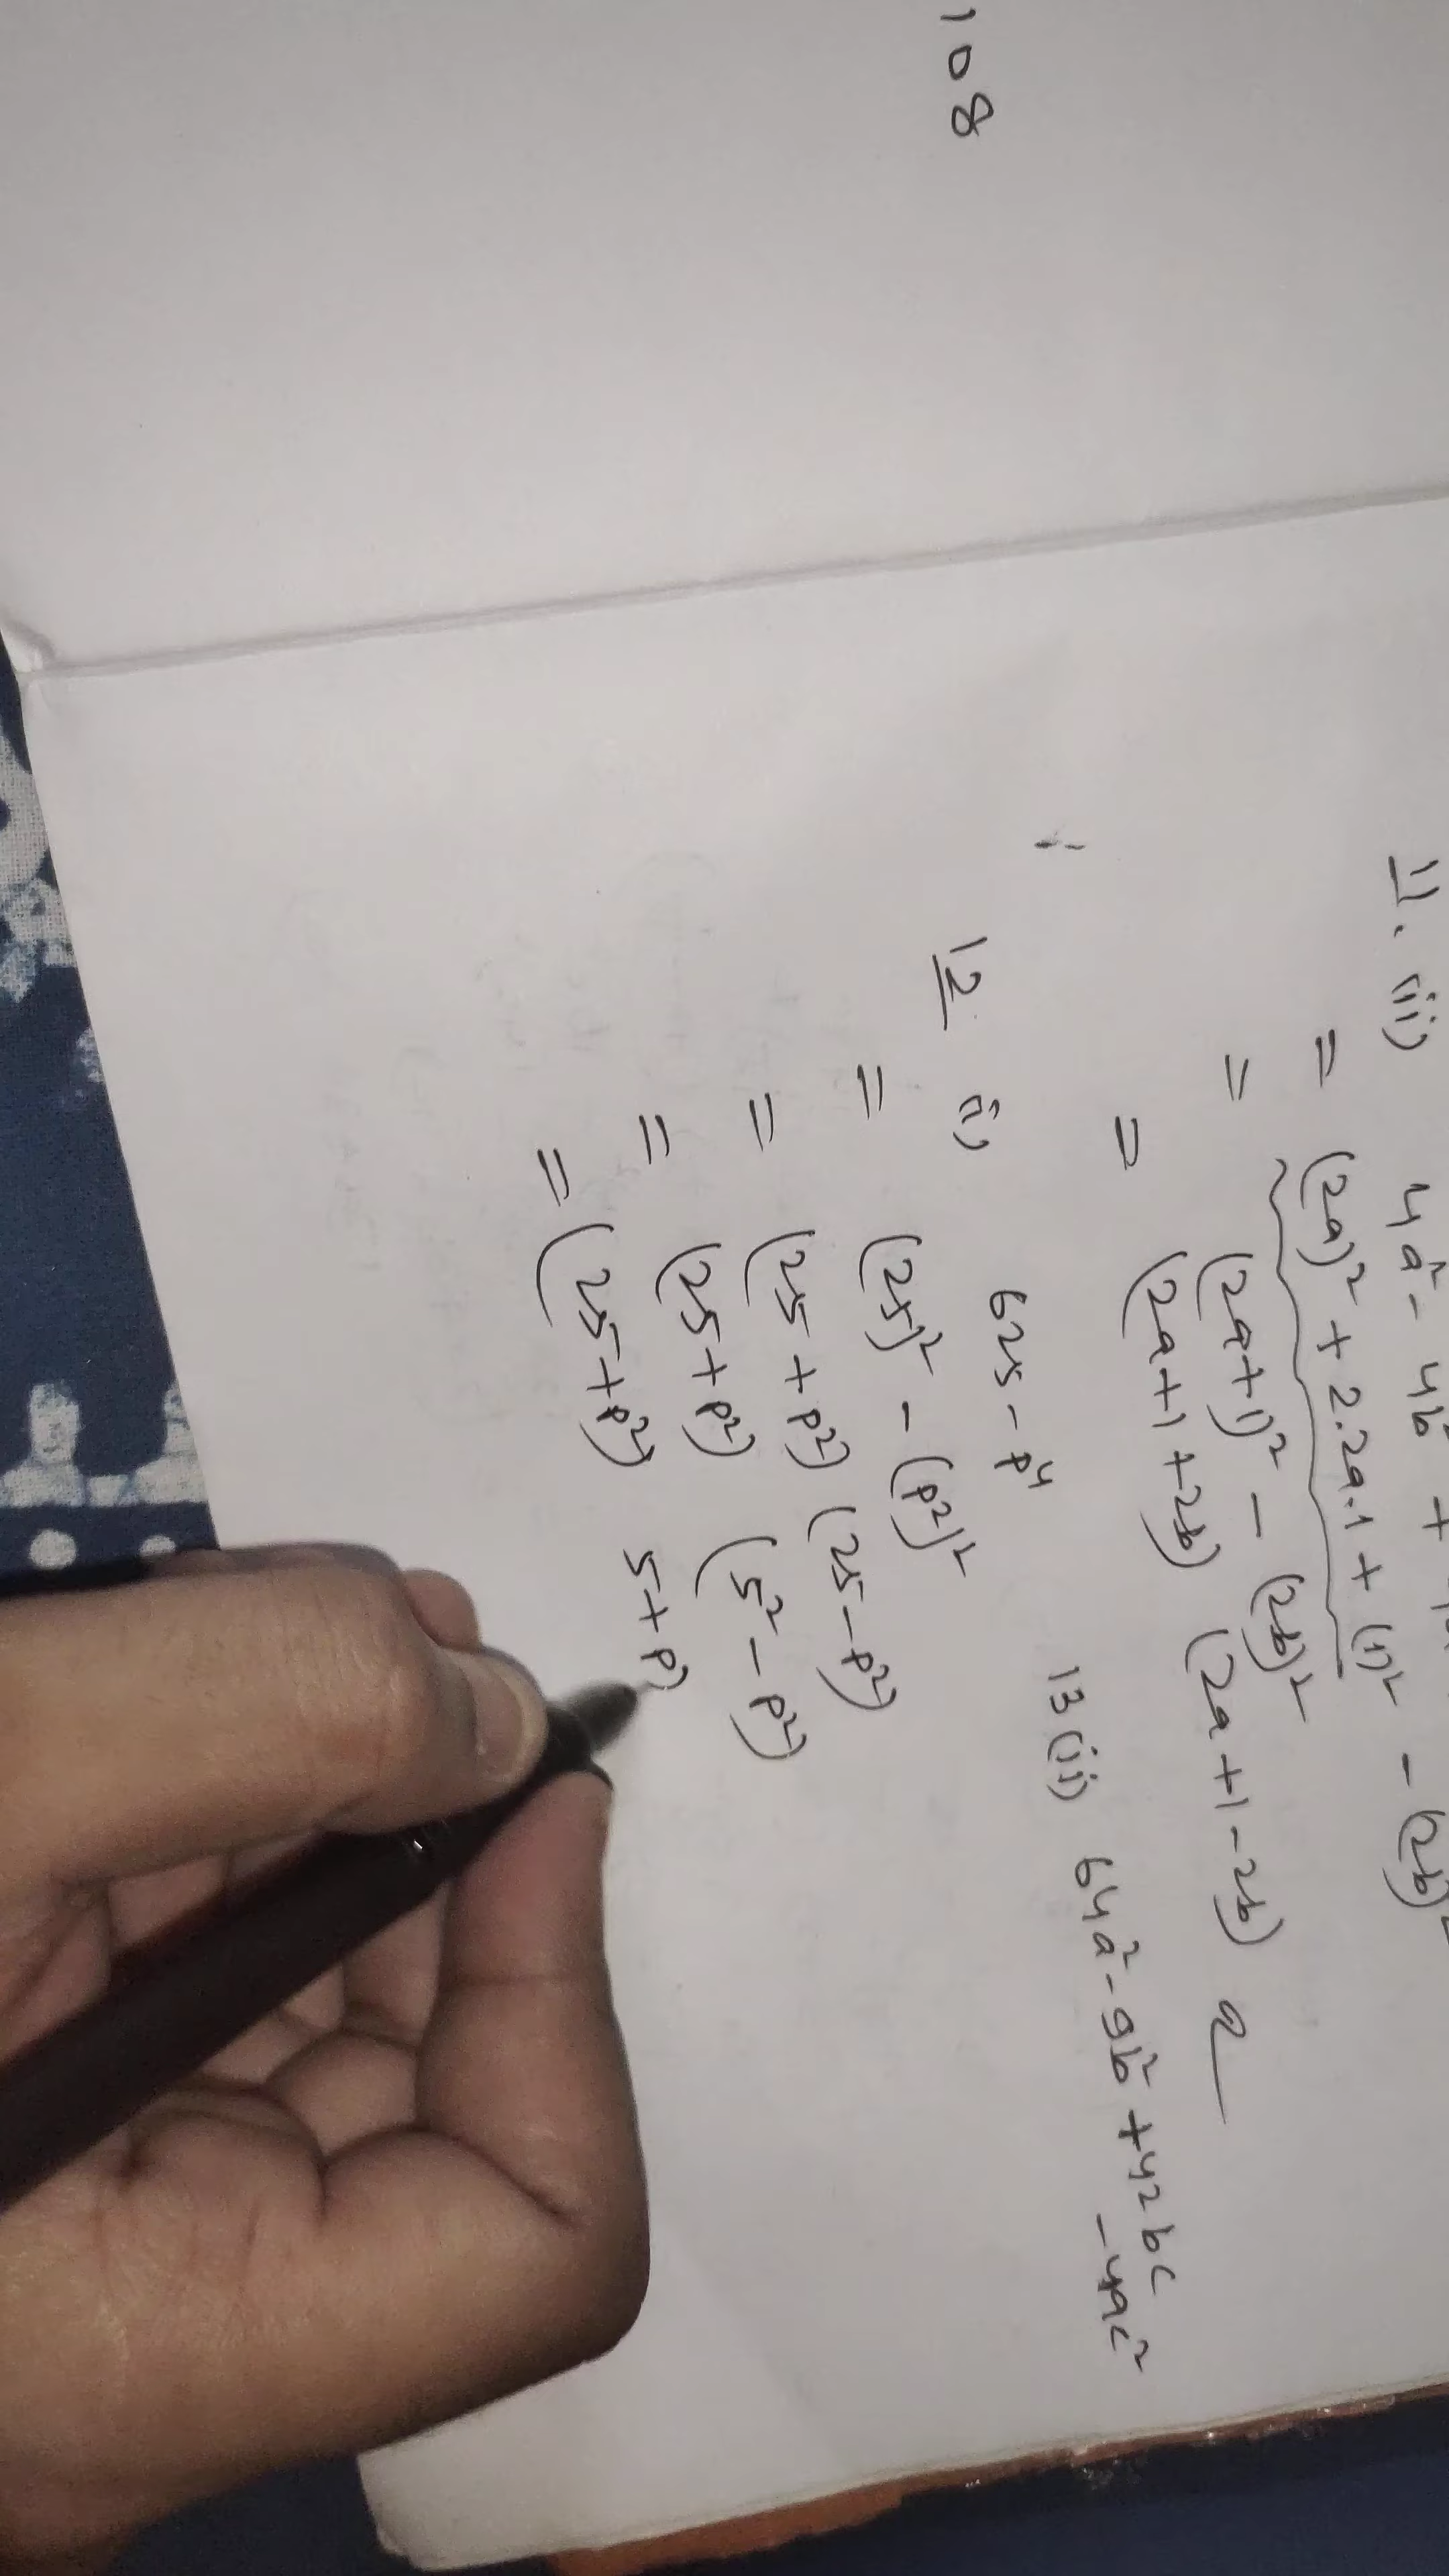 108
11. (ii) 4a² - 4b² +
= (2a)² + 2.2a.1 + (1)² - (2b)²
= (2a+1)² - (2b)²
= (2a+1+2b) (2a+1-2b)
12 (i) 625 - p⁴
= (25)² - (p²)²
= (25 + p²) (25 - p²)
= (25 + p²) (5² - p²)
= (25 + p²) 5 + p)
13 (ii) 64a² - 9b² + 42bc
- 49c²